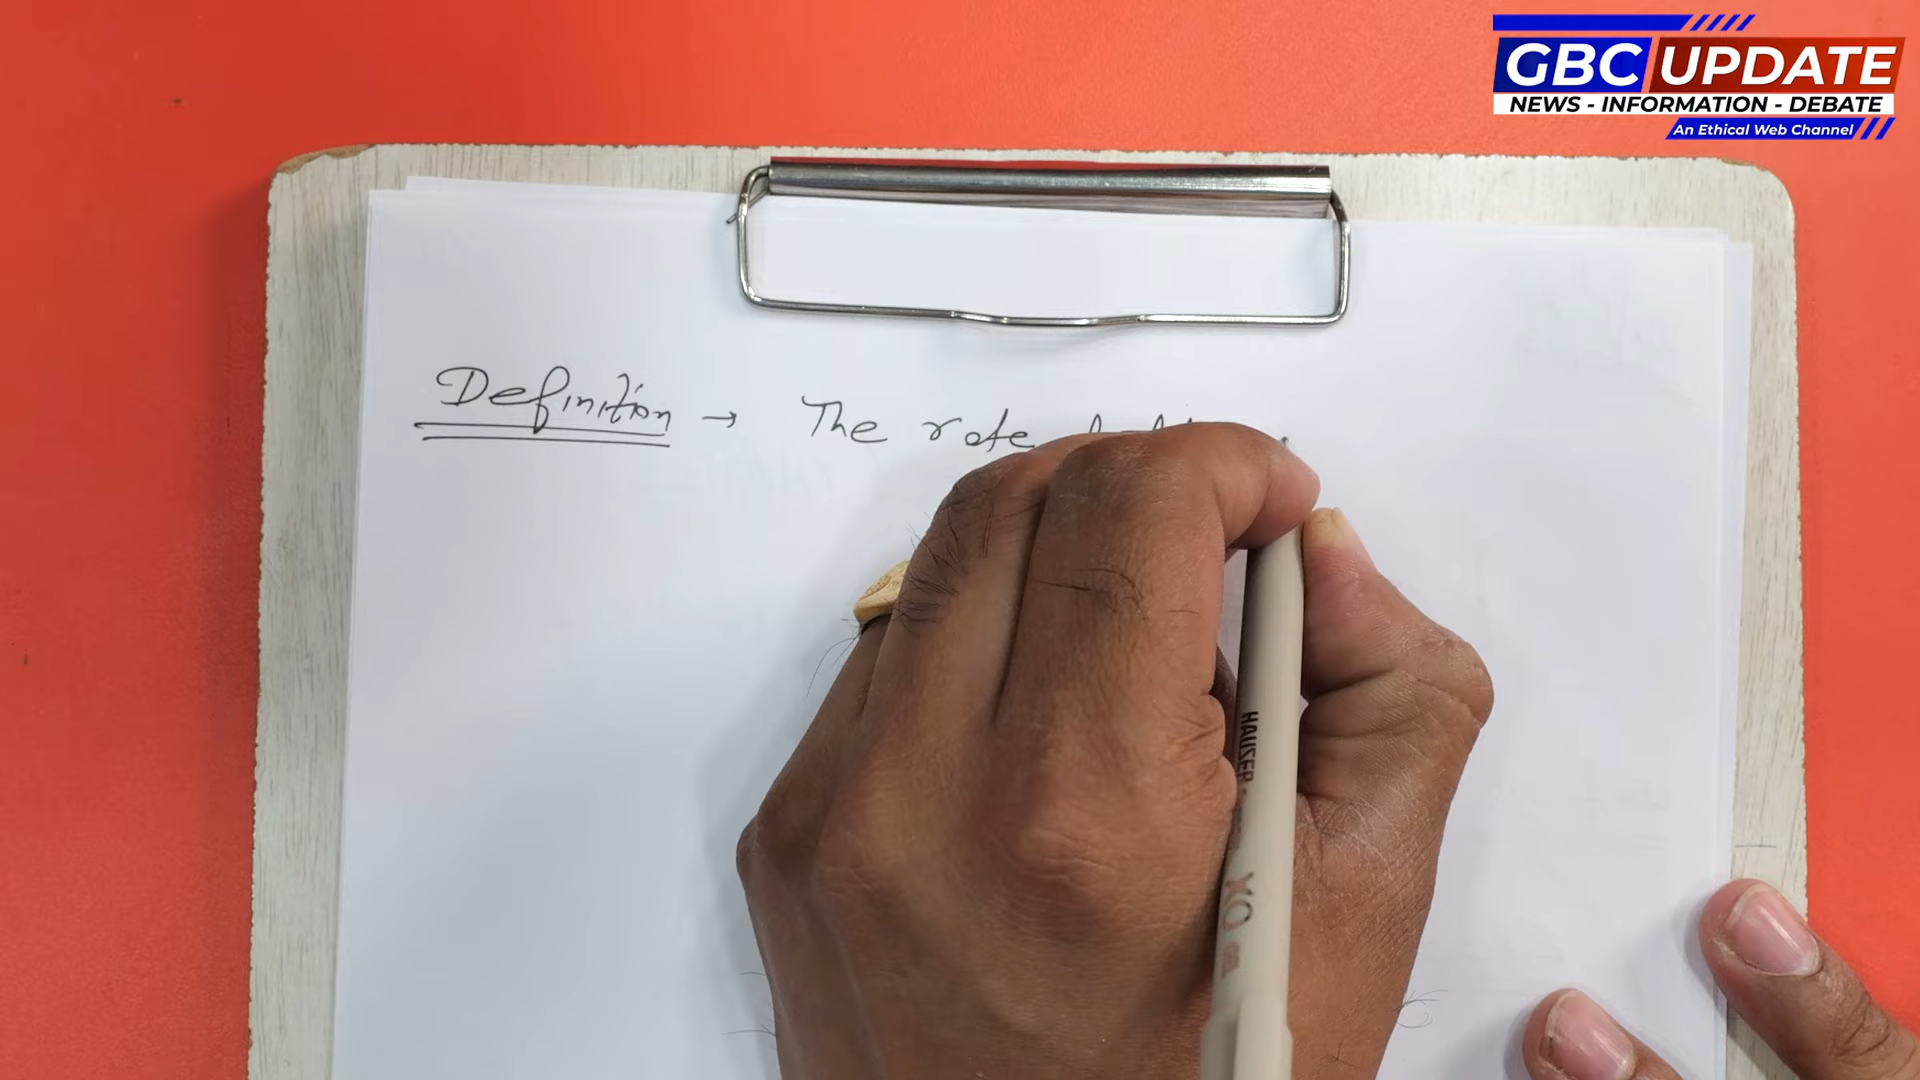 GBC UPDATE
NEWS - INFORMATION - DEBATE
An Ethical Web Channel
Definition → The rate
HAUSER
XO